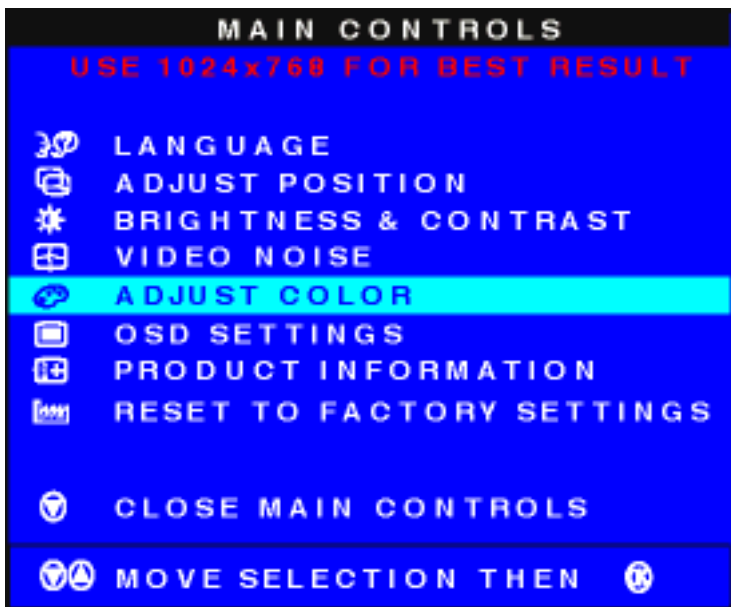 MAIN CONTROLS
USE 1024x768 FOR BEST RESULT
LANGUAGE
ADJUST POSITION
BRIGHTNESS & CONTRAST
VIDEO NOISE
ADJUST COLOR
OSD SETTINGS
PRODUCT INFORMATION
RESET TO FACTORY SETTINGS
CLOSE MAIN CONTROLS
MOVE SELECTION THEN OK